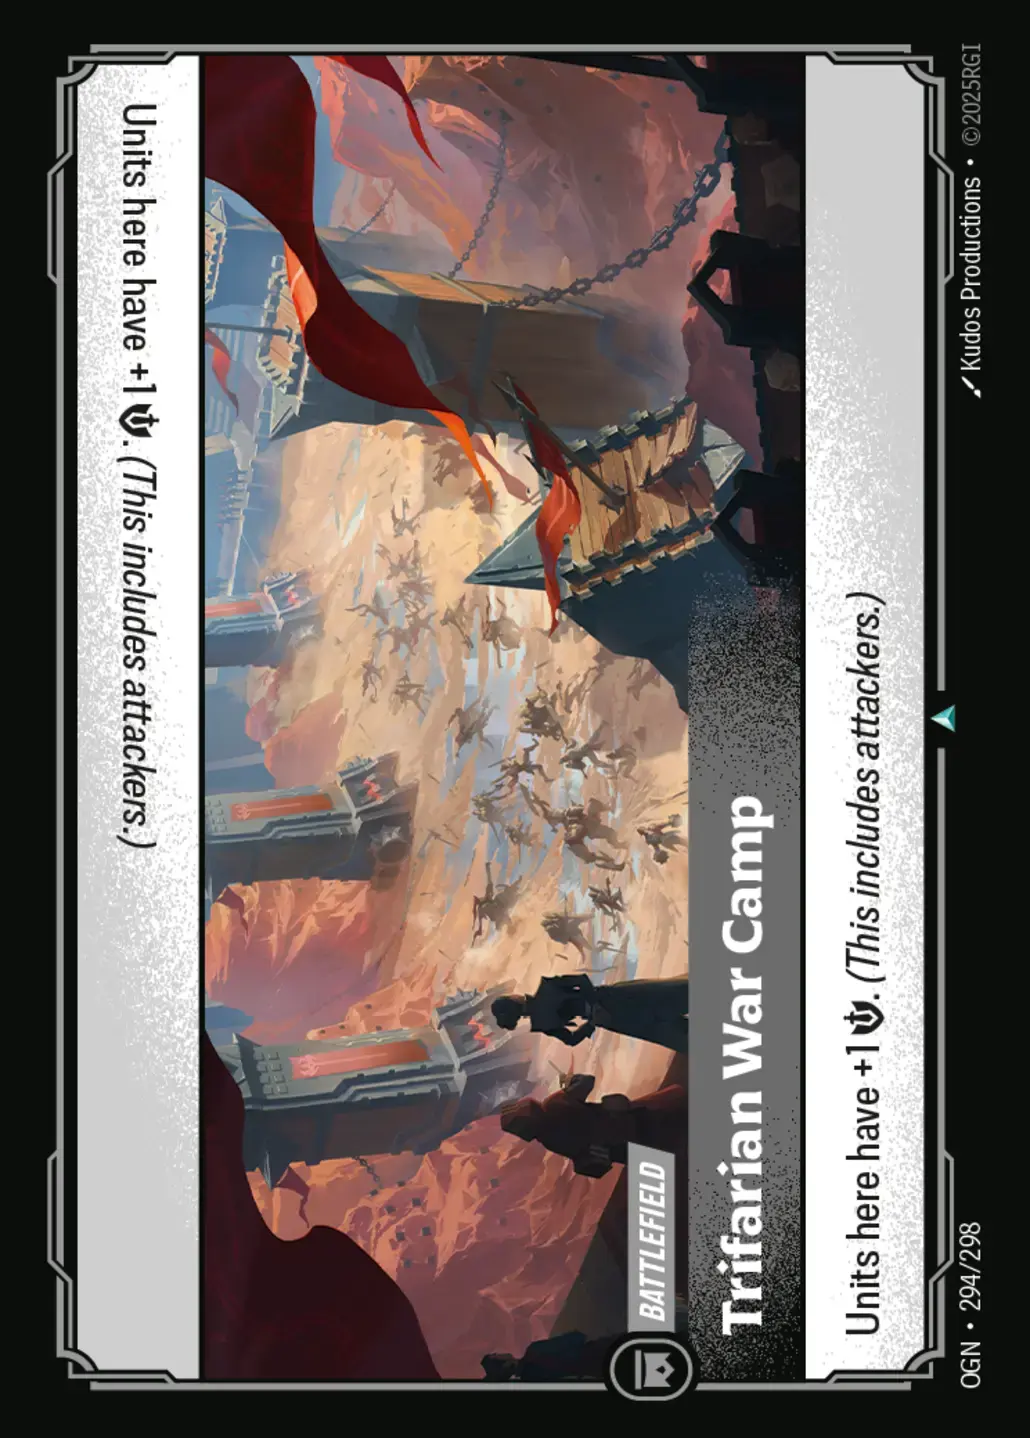 Units here have +1. (This includes attackers.)
BATTLEFIELD
Trifarian War Camp
Units here have +1. (This includes attackers.)
OGN • 294/298
Kudos Productions • ©2025RGI